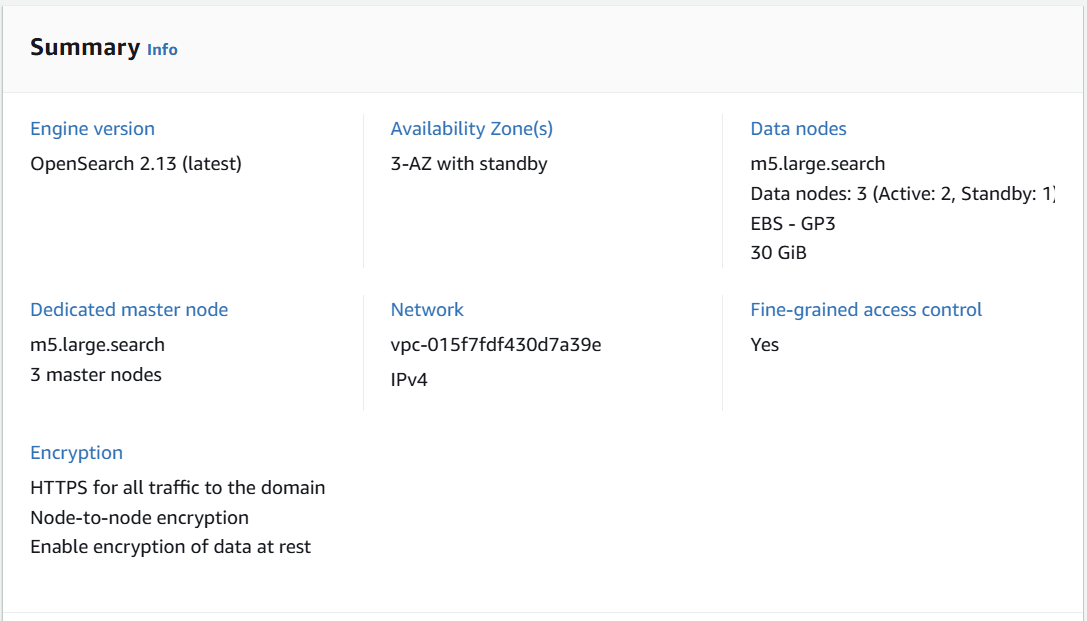 Summary Info
Engine version
OpenSearch 2.13 (latest)
Availability Zone(s)
3-AZ with standby
Data nodes
m5.large.search
Data nodes: 3 (Active: 2, Standby: 1)
EBS - GP3
30 GiB
Dedicated master node
m5.large.search
3 master nodes
Network
vpc-015f7fdf430d7a39e
IPv4
Fine-grained access control
Yes
Encryption
HTTPS for all traffic to the domain
Node-to-node encryption
Enable encryption of data at rest